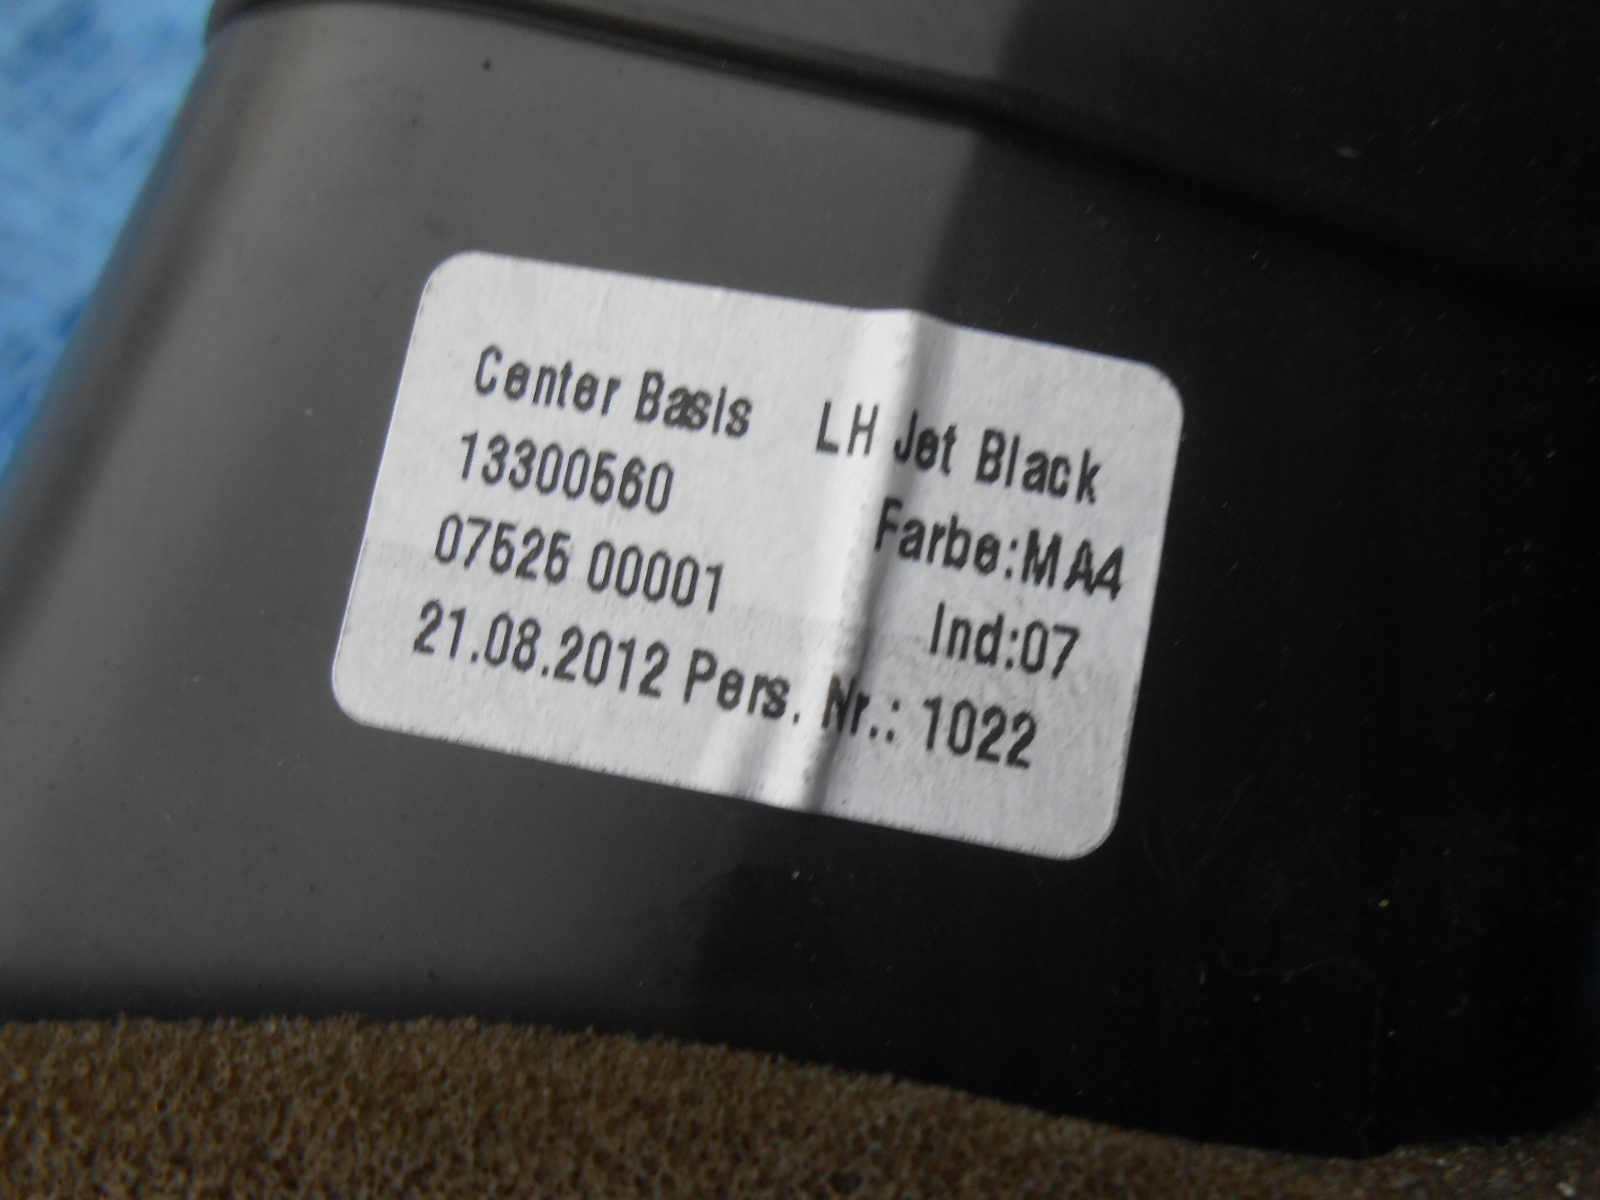 Center Basis LH Jet Black
13300560 Farbe:MA4
07525 00001 Ind:07
21.08.2012 Pers. Nr.: 1022